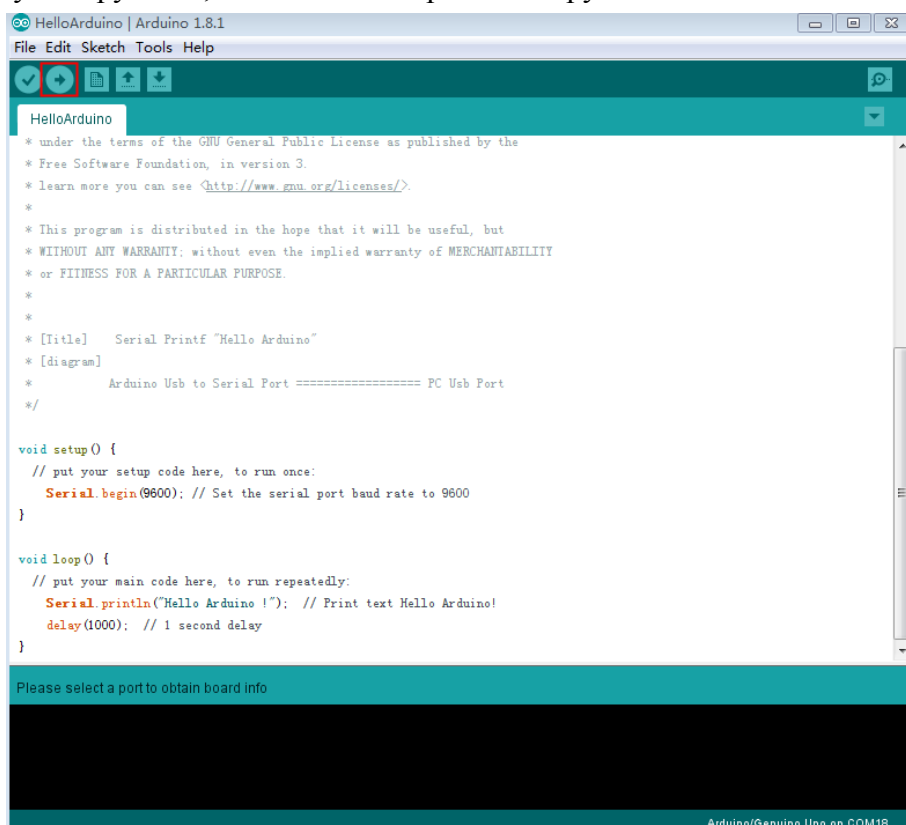 HelloArduino | Arduino 1.8.1
File Edit Sketch Tools Help
HelloArduino
* under the terms of the GNU General Public License as published by the
* Free Software Foundation, in version 3.
* learn more you can see <http://www.gnu.org/licenses/>.
*
* This program is distributed in the hope that it will be useful, but
* WITHOUT ANY WARRANTY; without even the implied warranty of MERCHANTABILITY
* or FITNESS FOR A PARTICULAR PURPOSE.
*
*
* [Title]    Serial Printf "Hello Arduino"
* [diagram]
*          Arduino Usb to Serial Port ================== PC Usb Port
*/
void setup() {
// put your setup code here, to run once:
Serial.begin(9600); // Set the serial port baud rate to 9600
}
void loop() {
// put your main code here, to run repeatedly:
Serial.println("Hello Arduino !"); // Print text Hello Arduino!
delay(1000); // 1 second delay
}
Please select a port to obtain board info
Arduino/Genuino Uno on COM18